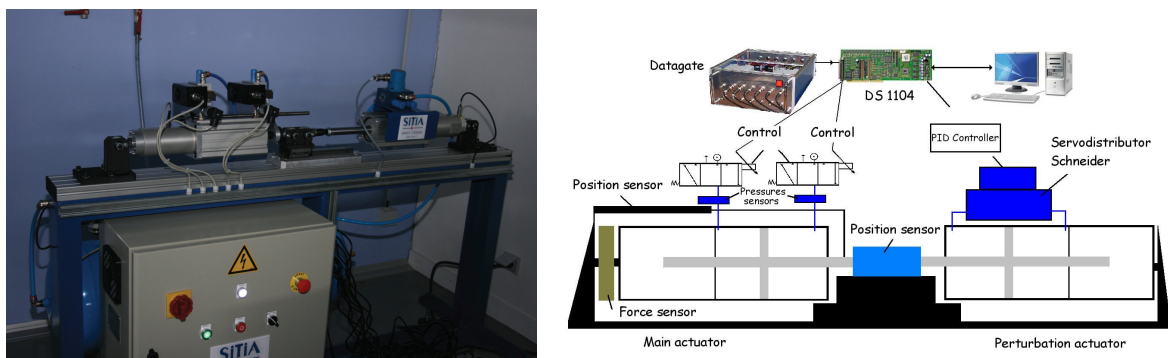 SiTiA
SiTiA
Datagate
DS 1104
Control
Control
PID Controller
Servodistributor
Schneider
Position sensor
Pressures
sensors
Position sensor
Force sensor
Main actuator
Perturbation actuator